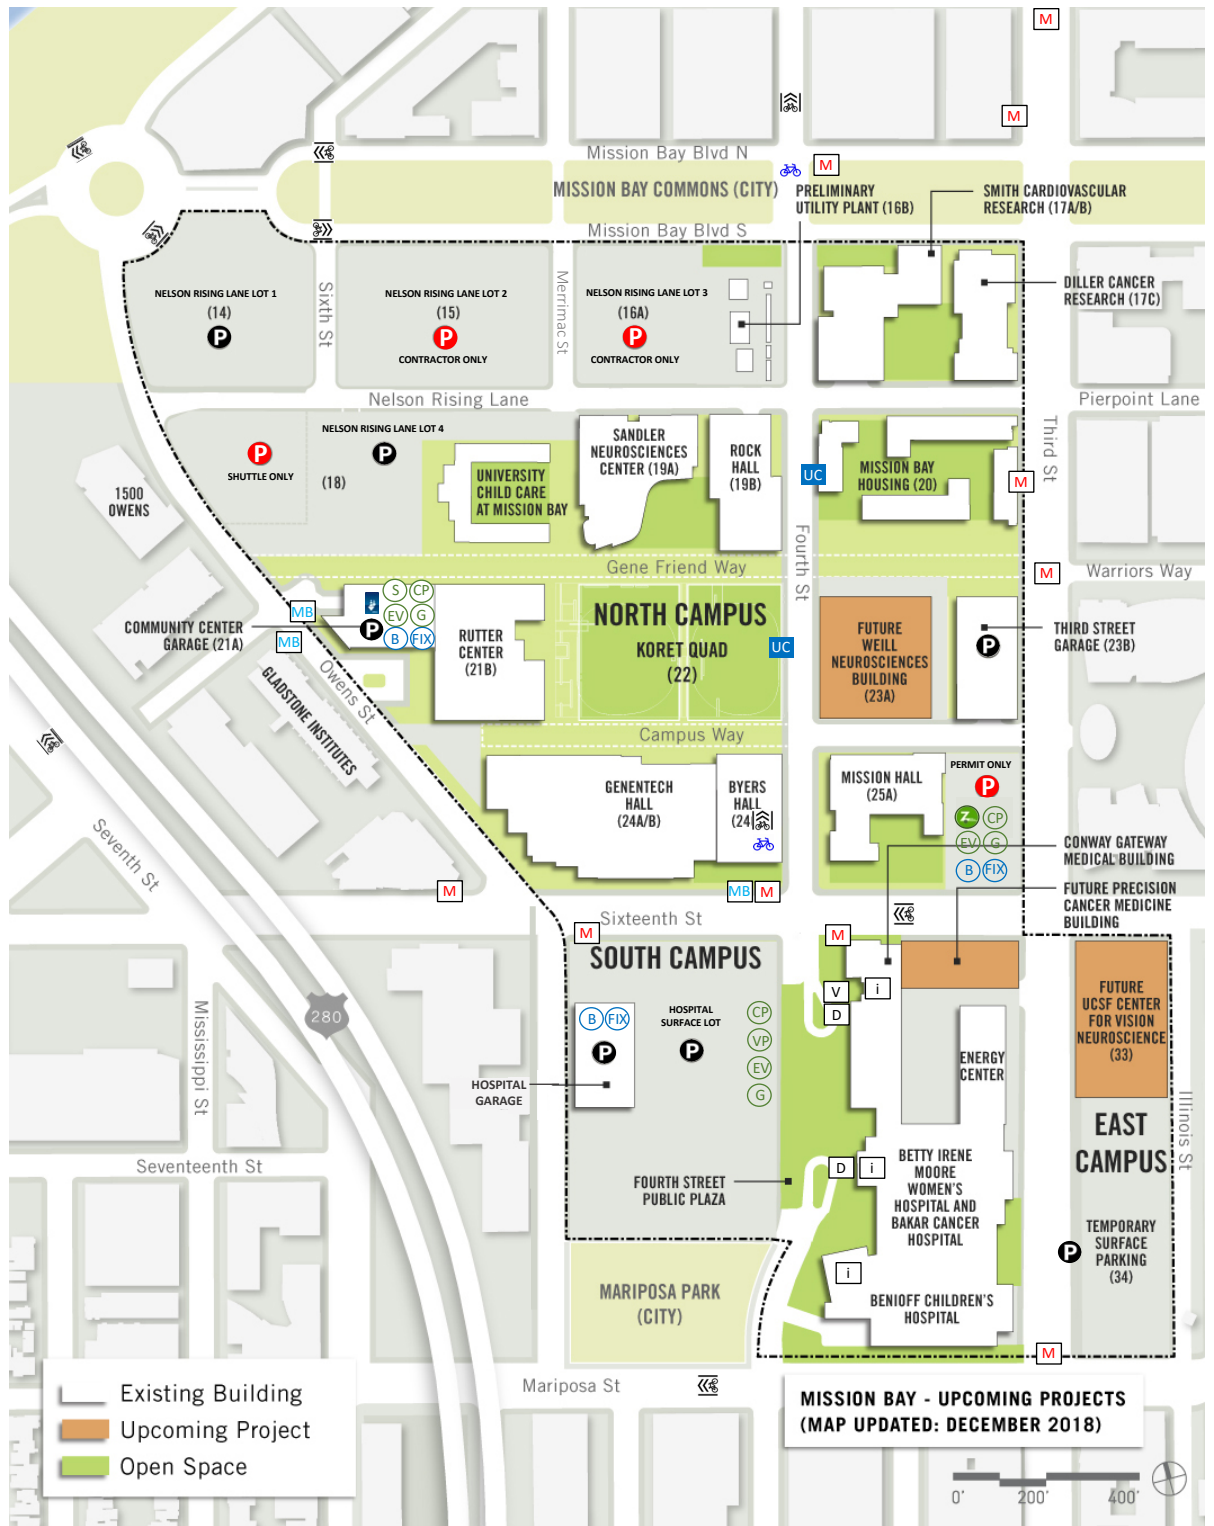 M
M
Mission Bay Blvd N
M
MISSION BAY COMMONS (CITY)
PRELIMINARY
UTILITY PLANT (16B)
SMITH CARDIOVASCULAR
RESEARCH (17A/B)
Mission Bay Blvd S
DILLER CANCER
RESEARCH (17C)
NELSON RISING LANE LOT 1
(14)
P
Sixth St
NELSON RISING LANE LOT 2
(15)
P
CONTRACTOR ONLY
Merrimac St
NELSON RISING LANE LOT 3
(16A)
P
CONTRACTOR ONLY
Nelson Rising Lane
Pierpoint Lane
NELSON RISING LANE LOT 4
P
P
SHUTTLE ONLY
(18)
UNIVERSITY
CHILD CARE
AT MISSION BAY
SANDLER
NEUROSCIENCES
CENTER (19A)
ROCK
HALL
(19B)
UC
MISSION BAY
HOUSING (20)
Third St
M
1500
OWENS
Fourth St
Gene Friend Way
M
Warriors Way
S
CP
EV
G
B
FIX
P
MB
MB
COMMUNITY CENTER
GARAGE (21A)
RUTTER
CENTER
(21B)
NORTH CAMPUS
KORET QUAD
(22)
UC
FUTURE
WEILL
NEUROSCIENCES
BUILDING
(23A)
P
THIRD STREET
GARAGE (23B)
Owens St
GLADSTONE INSTITUTES
Campus Way
GENENTECH
HALL
(24A/B)
BYERS
HALL
(24
MISSION HALL
(25A)
PERMIT ONLY
P
Z
CP
EV
G
B
FIX
CONWAY GATEWAY
MEDICAL BUILDING
FUTURE PRECISION
CANCER MEDICINE
BUILDING
Seventh St
M
MB
M
Sixteenth St
M
M
SOUTH CAMPUS
V
D
i
B
FIX
P
HOSPITAL
SURFACE LOT
P
CP
VP
EV
G
HOSPITAL
GARAGE
ENERGY
CENTER
FUTURE
UCSF CENTER
FOR VISION
NEUROSCIENCE
(33)
280
Mississippi St
Illinois St
EAST
CAMPUS
Seventeenth St
D
i
FOURTH STREET
PUBLIC PLAZA
BETTY IRENE
MOORE
WOMEN'S
HOSPITAL AND
BAKAR CANCER
HOSPITAL
P
TEMPORARY
SURFACE
PARKING
(34)
i
MARIPOSA PARK
(CITY)
BENIOFF CHILDREN'S
HOSPITAL
M
Mariposa St
Existing Building
Upcoming Project
Open Space
MISSION BAY - UPCOMING PROJECTS
(MAP UPDATED: DECEMBER 2018)
0'
200'
400'